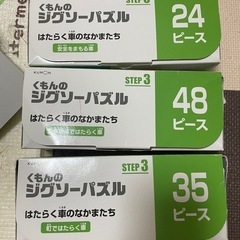 ttermel
くもんの
STEP 3
ジグソーパズル
24
ピース
はたらく車のなかまたち
安全をまもる車
KUMON
くもんの
STEP 3
ジグソーパズル
48
ピース
はたらく車のなかまたち
ではたらく車
KUMON
くもんの
STEP 3
ジグソーパズル
35
ピース
はたらく車のなかまたち
町ではたらく車